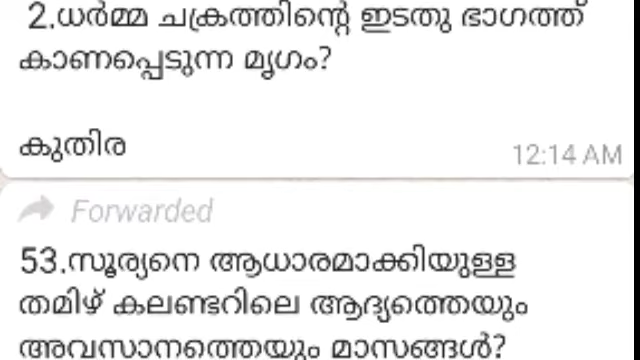 2.ധർമ്മ ചക്രത്തിന്റെ ഇടതു ഭാഗത്ത്
കാണപ്പെടുന്ന മൃഗം?
കുതിര
12:14 AM
Forwarded
53.സൂര്യനെ ആധാരമാക്കിയുള്ള
തമിഴ് കലണ്ടറിലെ ആദ്യത്തെയും
അവസാനത്തെയും മാസങ്ങൾ?